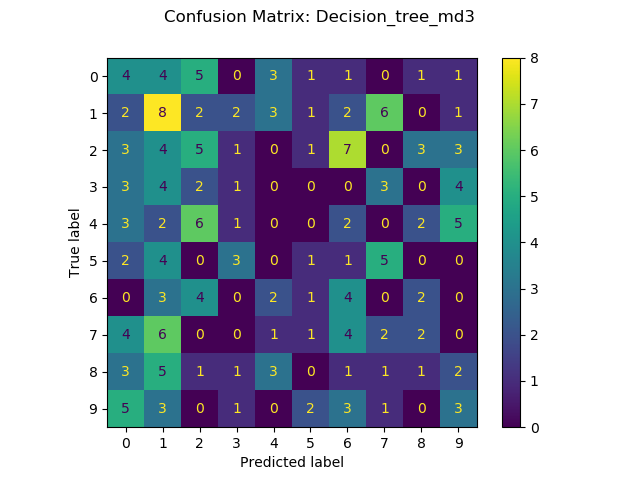 Confusion Matrix: Decision_tree_md3
0 4 4 5 0 3 1 1 0 1 1
1 2 8 2 2 3 1 2 6 0 1
2 3 4 5 1 0 1 7 0 3 3
3 3 4 2 1 0 0 0 3 0 4
4 3 2 6 1 0 0 2 0 2 5
5 2 4 0 3 0 1 1 5 0 0
6 0 3 4 0 2 1 4 0 2 0
7 4 6 0 0 1 1 4 2 2 0
8 3 5 1 1 3 0 1 1 1 2
9 5 3 0 1 0 2 3 1 0 3
0 1 2 3 4 5 6 7 8 9
Predicted label
True label
8
7
6
5
4
3
2
1
0